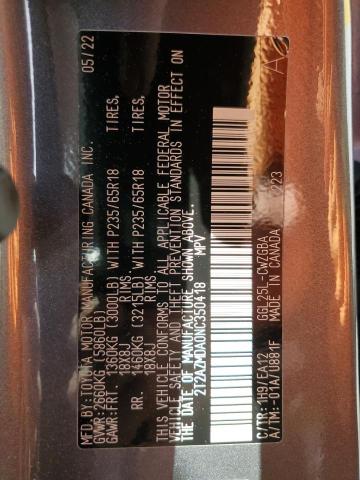 MFD.BY:TOYOTA MOTOR MANUFACTURING CANADA INC. 05/22
GVWR:2660KG(5860LB)
GAWR:FRT. 1360KG (3000LB) WITH P235/65R18 TIRES,
18X8J RIMS.
RR. 1460KG (3215LB) WITH P235/65R18 TIRES,
18X8J RIMS.
THIS VEHICLE CONFORMS TO ALL APPLICABLE FEDERAL MOTOR
VEHICLE SAFETY AND THEFT PREVENTION STANDARDS IN EFFECT ON
THE DATE OF MANUFACTURE SHOWN ABOVE.
2T2AZMDA0NC350418 MPV
C/TR:1H9/EA12 GGL25L-CWZGBA
A/TM:-01A/U881F 223